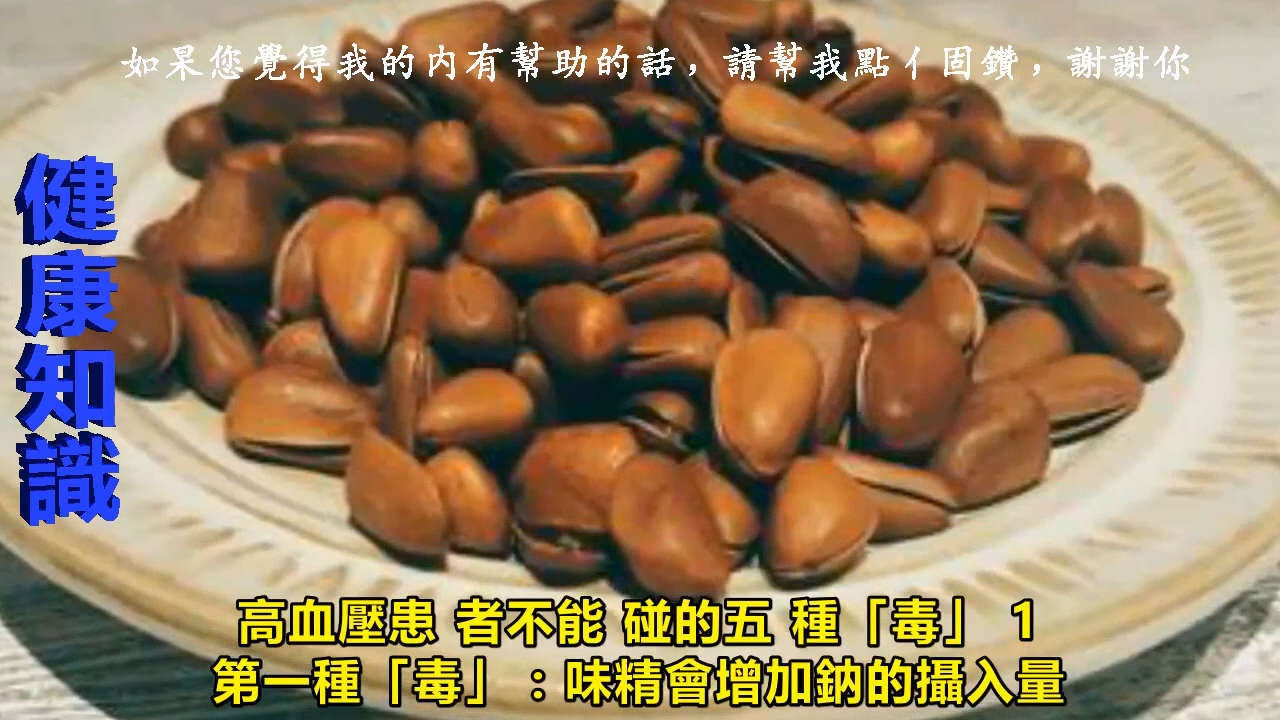 如果您覺得我的内有幫助的話，請幫我點亻固鑽，謝謝你
健康知識
高血壓患 者不能 碰的五 種「毒」 1
第一種「毒」：味精會增加鈉的攝入量